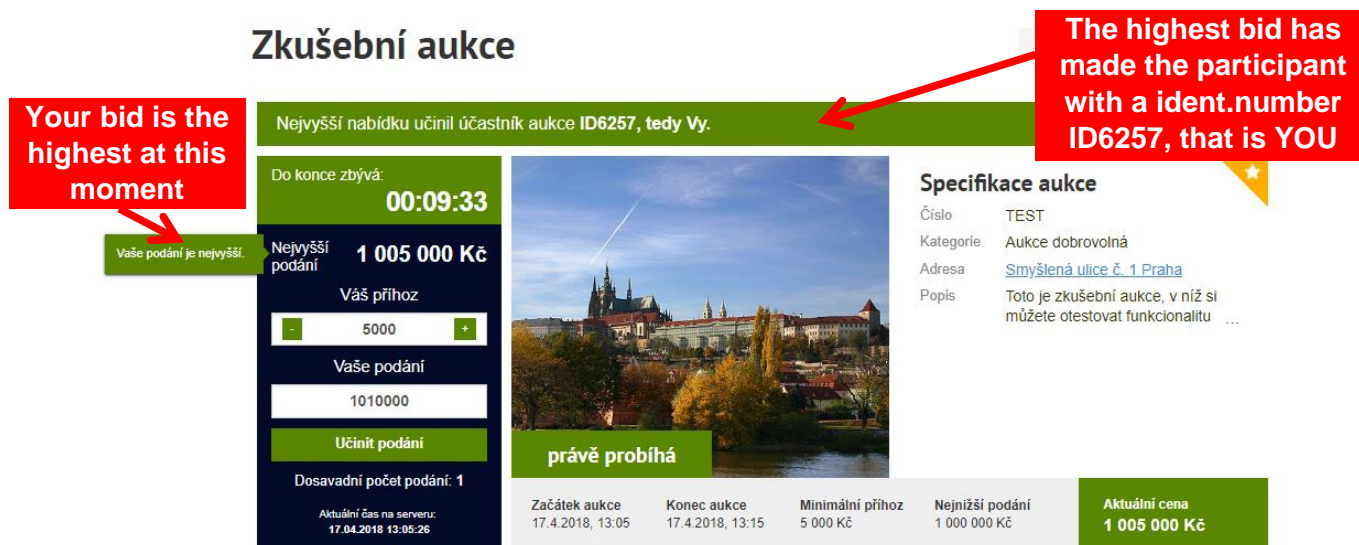 Zkušební aukce
The highest bid has
made the participant
with a ident.number
ID6257, that is YOU
Your bid is the
highest at this
moment
Nejvyšší nabídku učinil účastník aukce ID6257, tedy Vy.
Do konce zbývá:
00:09:33
Vaše podání je nejvyšší.
Nejvyšší
podání
1 005 000 Kč
Váš příhoz
- 5000 +
Vaše podání
1010000
Učinit podání
Dosavadní počet podání: 1
Aktuální čas na serveru:
17.04.2018 13:05:26
právě probíhá
Specifikace aukce
Číslo TEST
Kategorie Aukce dobrovolná
Adresa Smyšlená ulice č. 1 Praha
Popis Toto je zkušební aukce, v níž si
můžete otestovat funkcionalitu ...
Začátek aukce
17.4.2018, 13:05
Konec aukce
17.4.2018, 13:15
Minimální příhoz
5 000 Kč
Nejnižší podání
1 000 000 Kč
Aktuální cena
1 005 000 Kč